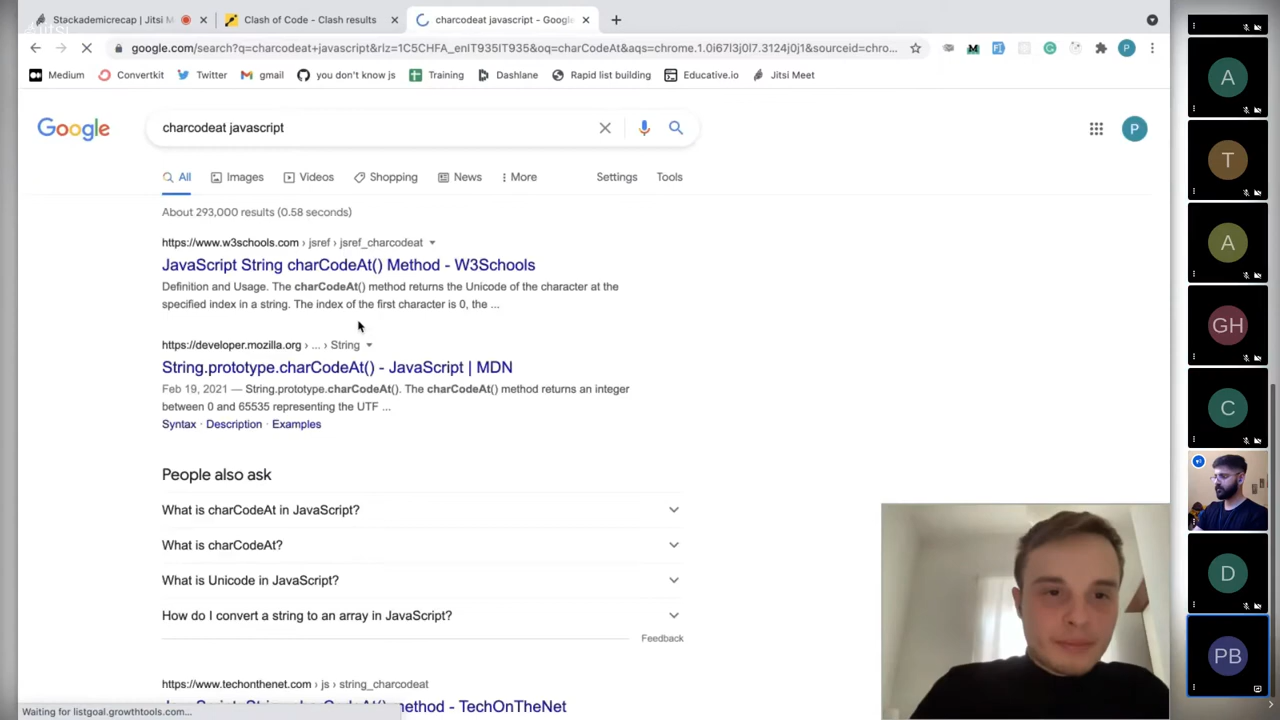 Stackademicrecap | Jitsi M
Clash of Code - Clash results
charcodeat javascript - Google
google.com/search?q=charcodeat+javascript&rlz=1C5CHFA_enIT935IT935&oq=charCodeAt&aqs=chrome.1.0i67l3j0l7.3124j0j1&sourceid=chro...
P
Medium
Convertkit
Twitter
gmail
you don't know js
Training
Dashlane
Rapid list building
Educative.io
Jitsi Meet
Google
charcodeat javascript
P
All
Images
Videos
Shopping
News
More
Settings
Tools
About 293,000 results (0.58 seconds)
https://www.w3schools.com › jsref › jsref_charcodeat
JavaScript String charCodeAt() Method - W3Schools
Definition and Usage. The charCodeAt() method returns the Unicode of the character at the
specified index in a string. The index of the first character is 0, the ...
https://developer.mozilla.org › ... › String
String.prototype.charCodeAt() - JavaScript | MDN
Feb 19, 2021 — String.prototype.charCodeAt(). The charCodeAt() method returns an integer
between 0 and 65535 representing the UTF ...
Syntax · Description · Examples
People also ask
What is charCodeAt in JavaScript?
What is charCodeAt?
What is Unicode in JavaScript?
How do I convert a string to an array in JavaScript?
Feedback
https://www.techonthenet.com › js › string_charcodeat
method - TechOnTheNet
Waiting for listgoal.growthtools.com...
A
T
A
GH
C
D
PB